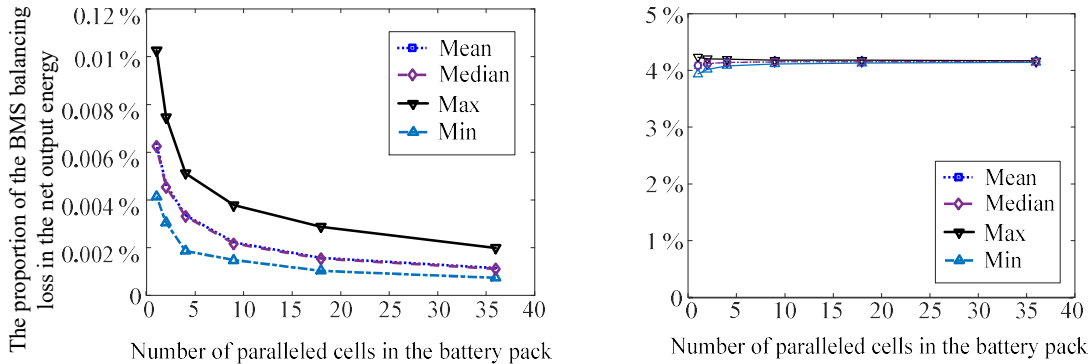 The proportion of the BMS balancing
loss in the net output energy
0.12 %
0.01 %
0.008 %
0.006 %
0.004 %
0.002 %
0
0 5 10 15 20 25 30 35 40
Number of paralleled cells in the battery pack
Mean
Median
Max
Min
5 %
4 %
3 %
2 %
1 %
0
0 5 10 15 20 25 30 35 40
Number of paralleled cells in the battery pack
Mean
Median
Max
Min